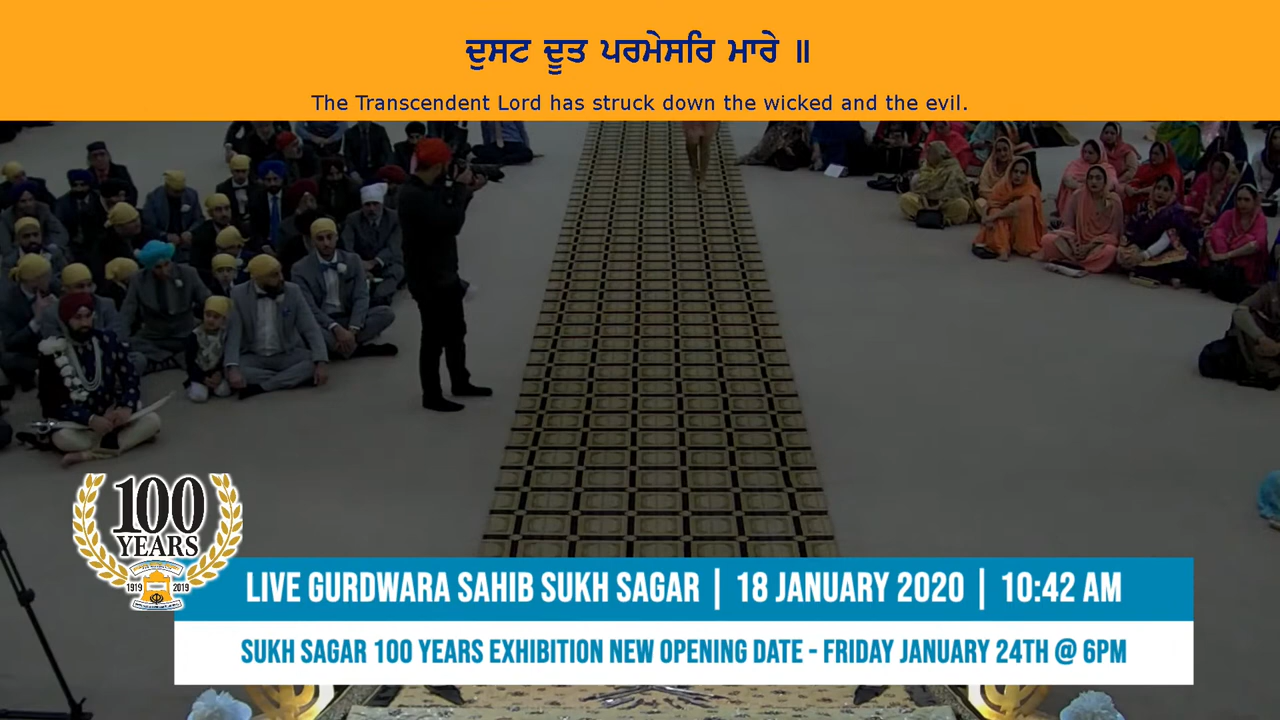 ਦੁਸਟ ਦੂਤ ਪਰਮੇਸਰਿ ਮਾਰੇ ॥
The Transcendent Lord has struck down the wicked and the evil.
100
YEARS
1919 2019
LIVE GURDWARA SAHIB SUKH SAGAR | 18 JANUARY 2020 | 10:42 AM
SUKH SAGAR 100 YEARS EXHIBITION NEW OPENING DATE - FRIDAY JANUARY 24TH @ 6PM